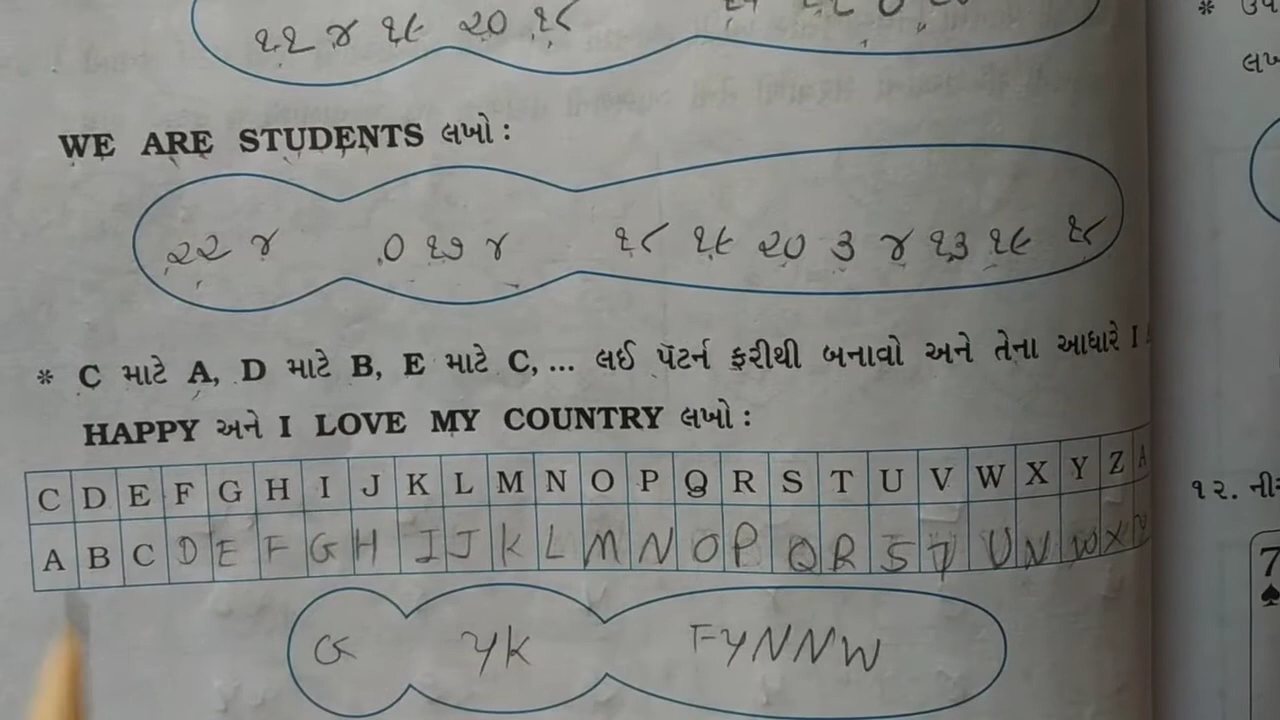 ૨૨ ૪ ૧૯ ૨૦ ૧૮
WE ARE STUDENTS લખો :
૨૨ ૪ ૦ ૧૭ ૪ ૧૮ ૧૯ ૨૦ ૩ ૪ ૧૩ ૧૯ ૧૮
* C માટે A, D માટે B, E માટે C, ... લઈ પૅટર્ન ફરીથી બનાવો અને તેના આધારે I
HAPPY અને I LOVE MY COUNTRY લખો :
C D E F G H I J K L M N O P Q R S T U V W X Y Z A
A B C D E F G H I J K L M N O P Q R S T U V W X Y
G YK FYNNW
૧૨.
7♠